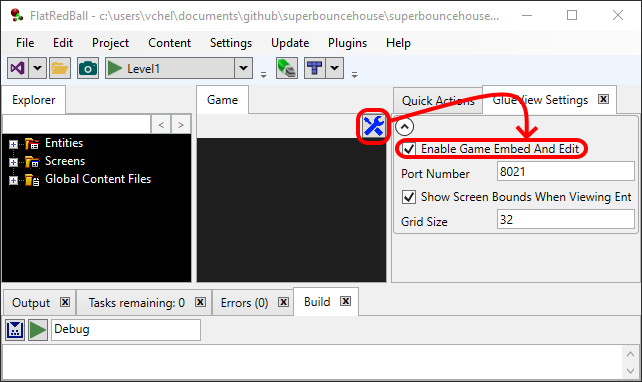 FlatRedBall - c:\users\vchel\documents\github\superbouncehouse\superbouncehouse...
File Edit Project Content Settings Update Plugins Help
Level1
Explorer
Game
Quick Actions
GlueView Settings
< >
Entities
Screens
Global Content Files
Enable Game Embed And Edit
Port Number 8021
Show Screen Bounds When Viewing Ent
Grid Size 32
Output
Tasks remaining: 0
Errors (0)
Build
Debug